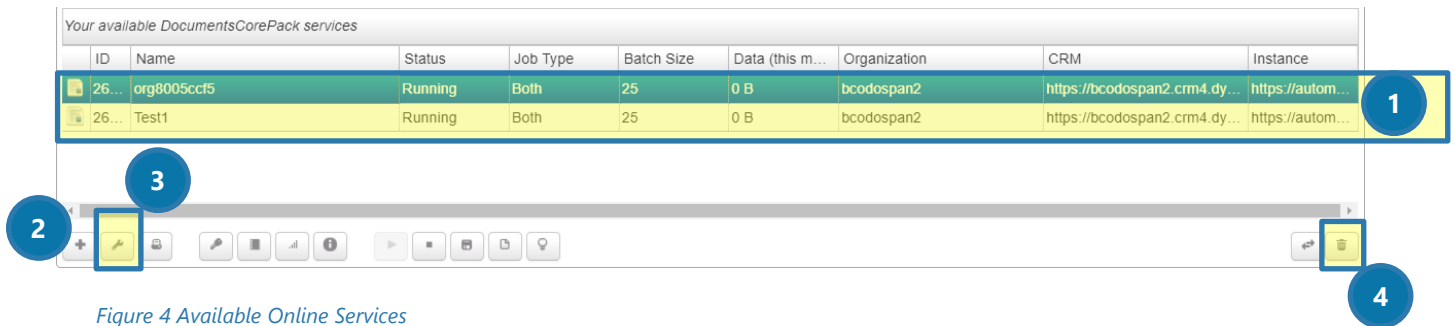 Your available DocumentsCorePack services
ID Name Status Job Type Batch Size Data (this m... Organization CRM Instance
26... org8005ccf5 Running Both 25 0 B bcodospan2 https://bcodospan2.crm4.dy... https://autom...
1
26... Test1 Running Both 25 0 B bcodospan2 https://bcodospan2.crm4.dy... https://autom...
3
2
4
Figure 4 Available Online Services